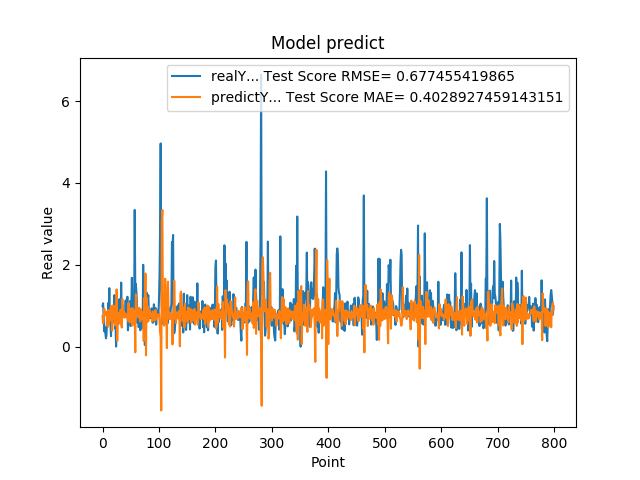 Model predict
realY... Test Score RMSE= 0.677455419865
predictY... Test Score MAE= 0.4028927459143151
Real value
6
4
2
0
0 100 200 300 400 500 600 700 800
Point